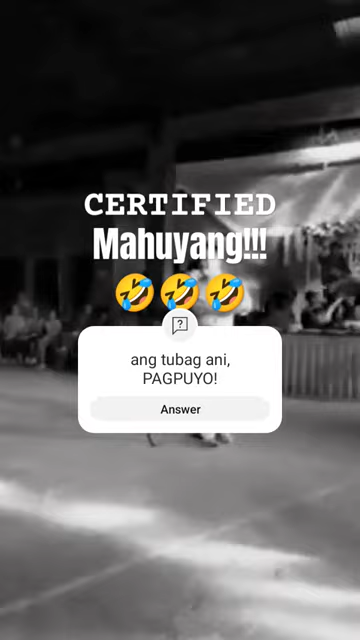 CERTIFIED
Mahuyang!!!
🤣🤣🤣
ang tubag ani,
PAGPUYO!
Answer